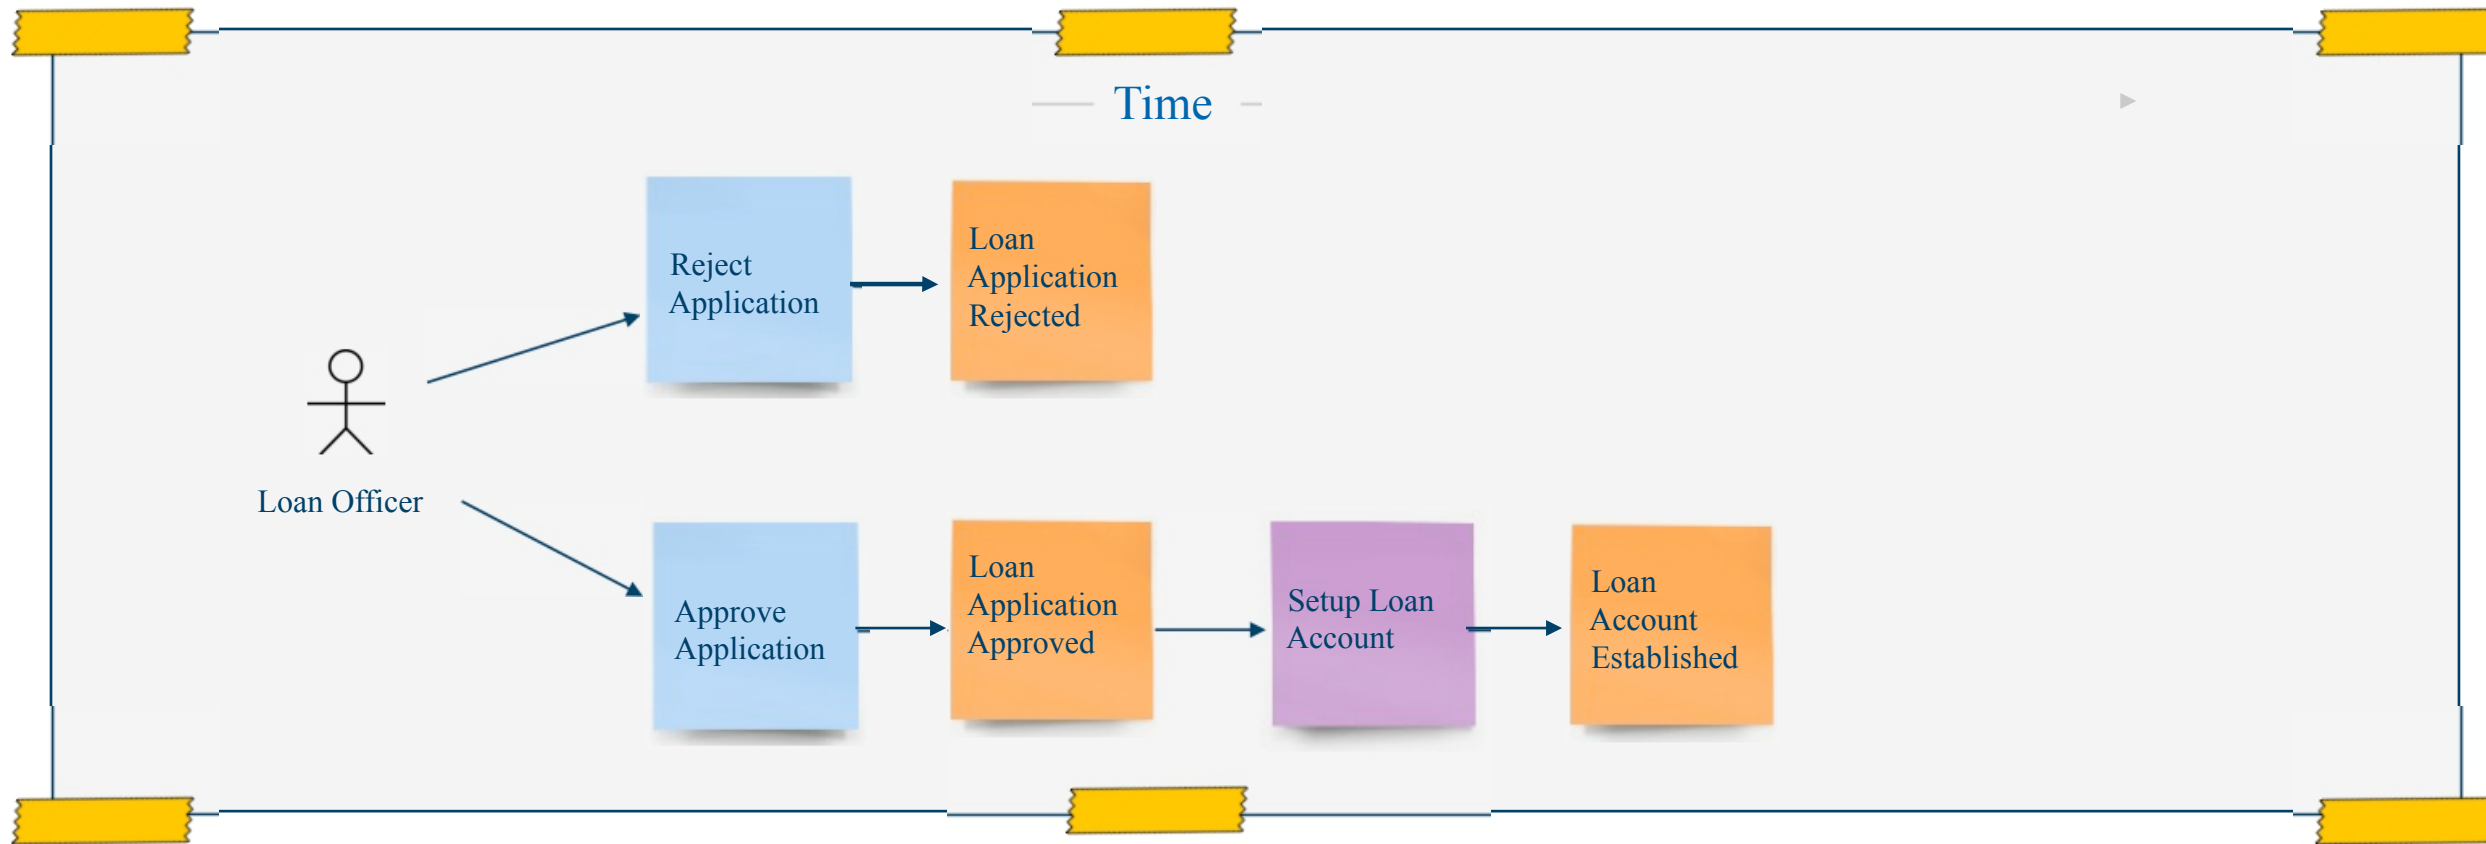 Time
Reject
Application
Loan
Application
Rejected
Loan Officer
Approve
Application
Loan
Application
Approved
Setup Loan
Account
Loan
Account
Established